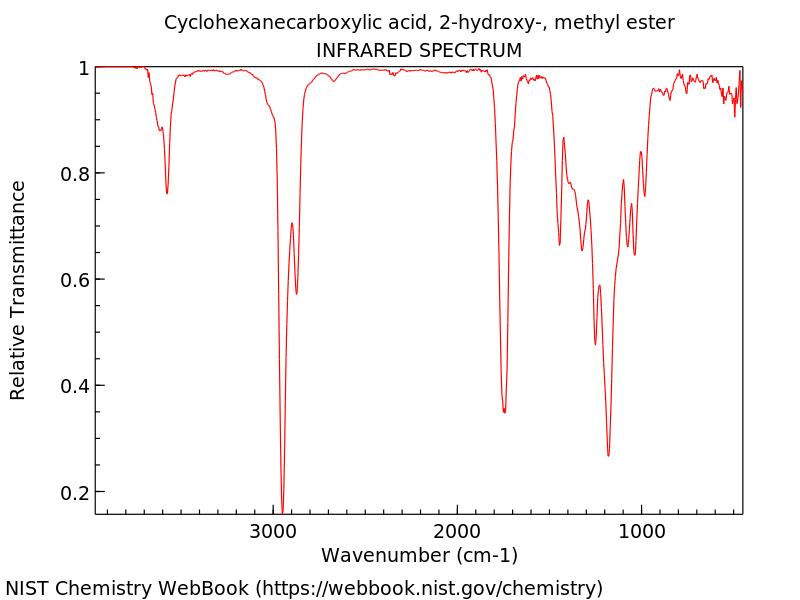 Cyclohexanecarboxylic acid, 2-hydroxy-, methyl ester
INFRARED SPECTRUM
1
0.8
0.6
0.4
0.2
Relative Transmittance
3000 2000 1000
Wavenumber (cm-1)
NIST Chemistry WebBook (https://webbook.nist.gov/chemistry)